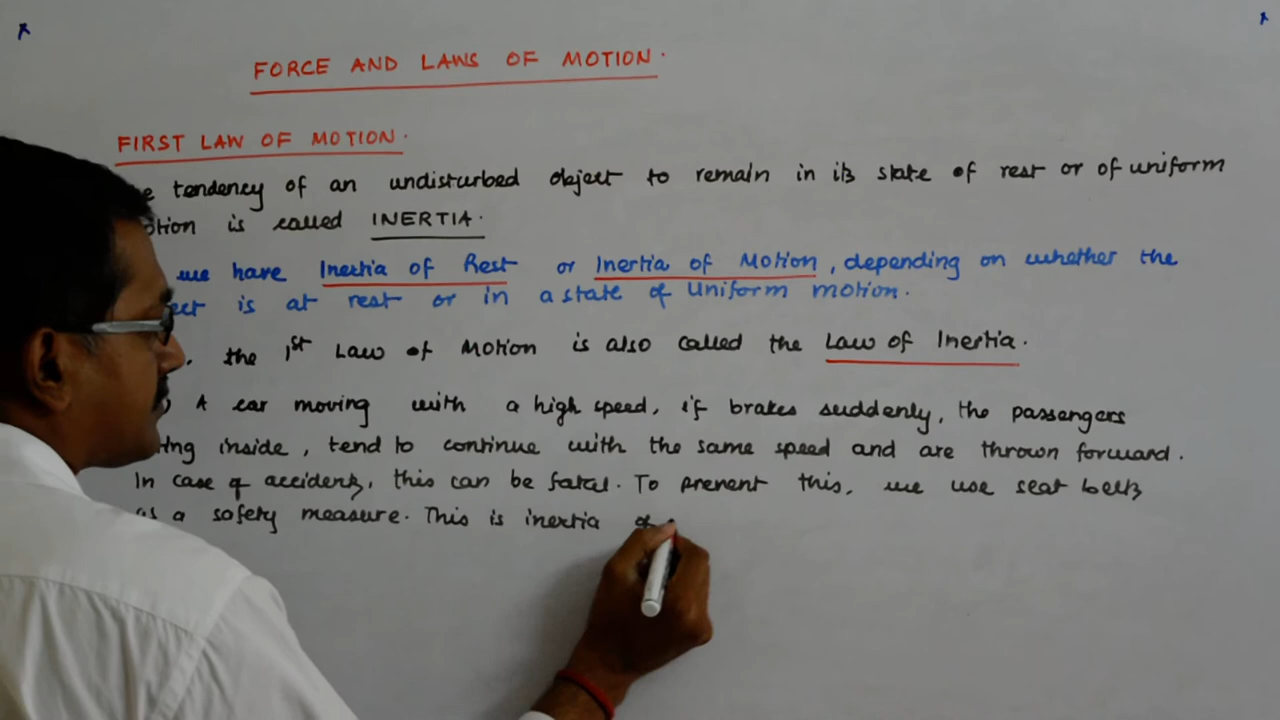 FORCE AND LAWS OF MOTION.
FIRST LAW OF MOTION.
tendency of an undisturbed object to remain in its state of rest or of uniform
is called INERTIA.
we have Inertia of Rest or Inertia of Motion, depending on whether the
is at rest or in a state of Uniform motion.
the 1st Law of Motion is also called the Law of Inertia.
A car moving with a high speed, if brakes suddenly, the passengers
inside, tend to continue with the same speed and are thrown forward.
In case of accidents, this can be fatal. To prevent this, we use seat belts
as a safety measure. This is inertia of